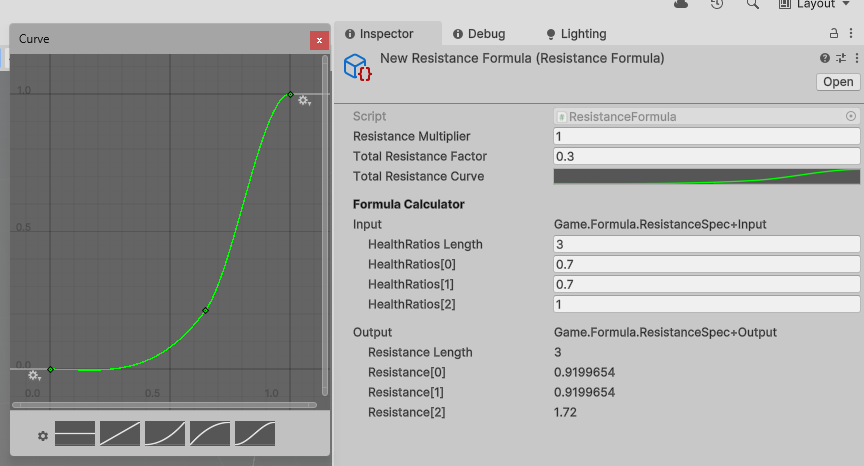 Layout
Curve
x
1.0
0.5
0.0
0.0 0.5 1.0
Inspector Debug Lighting
New Resistance Formula (Resistance Formula)
Open
Script ResistanceFormula
Resistance Multiplier 1
Total Resistance Factor 0.3
Total Resistance Curve
Formula Calculator
Input Game.Formula.ResistanceSpec+Input
HealthRatios Length 3
HealthRatios[0] 0.7
HealthRatios[1] 0.7
HealthRatios[2] 1
Output Game.Formula.ResistanceSpec+Output
Resistance Length 3
Resistance[0] 0.9199654
Resistance[1] 0.9199654
Resistance[2] 1.72